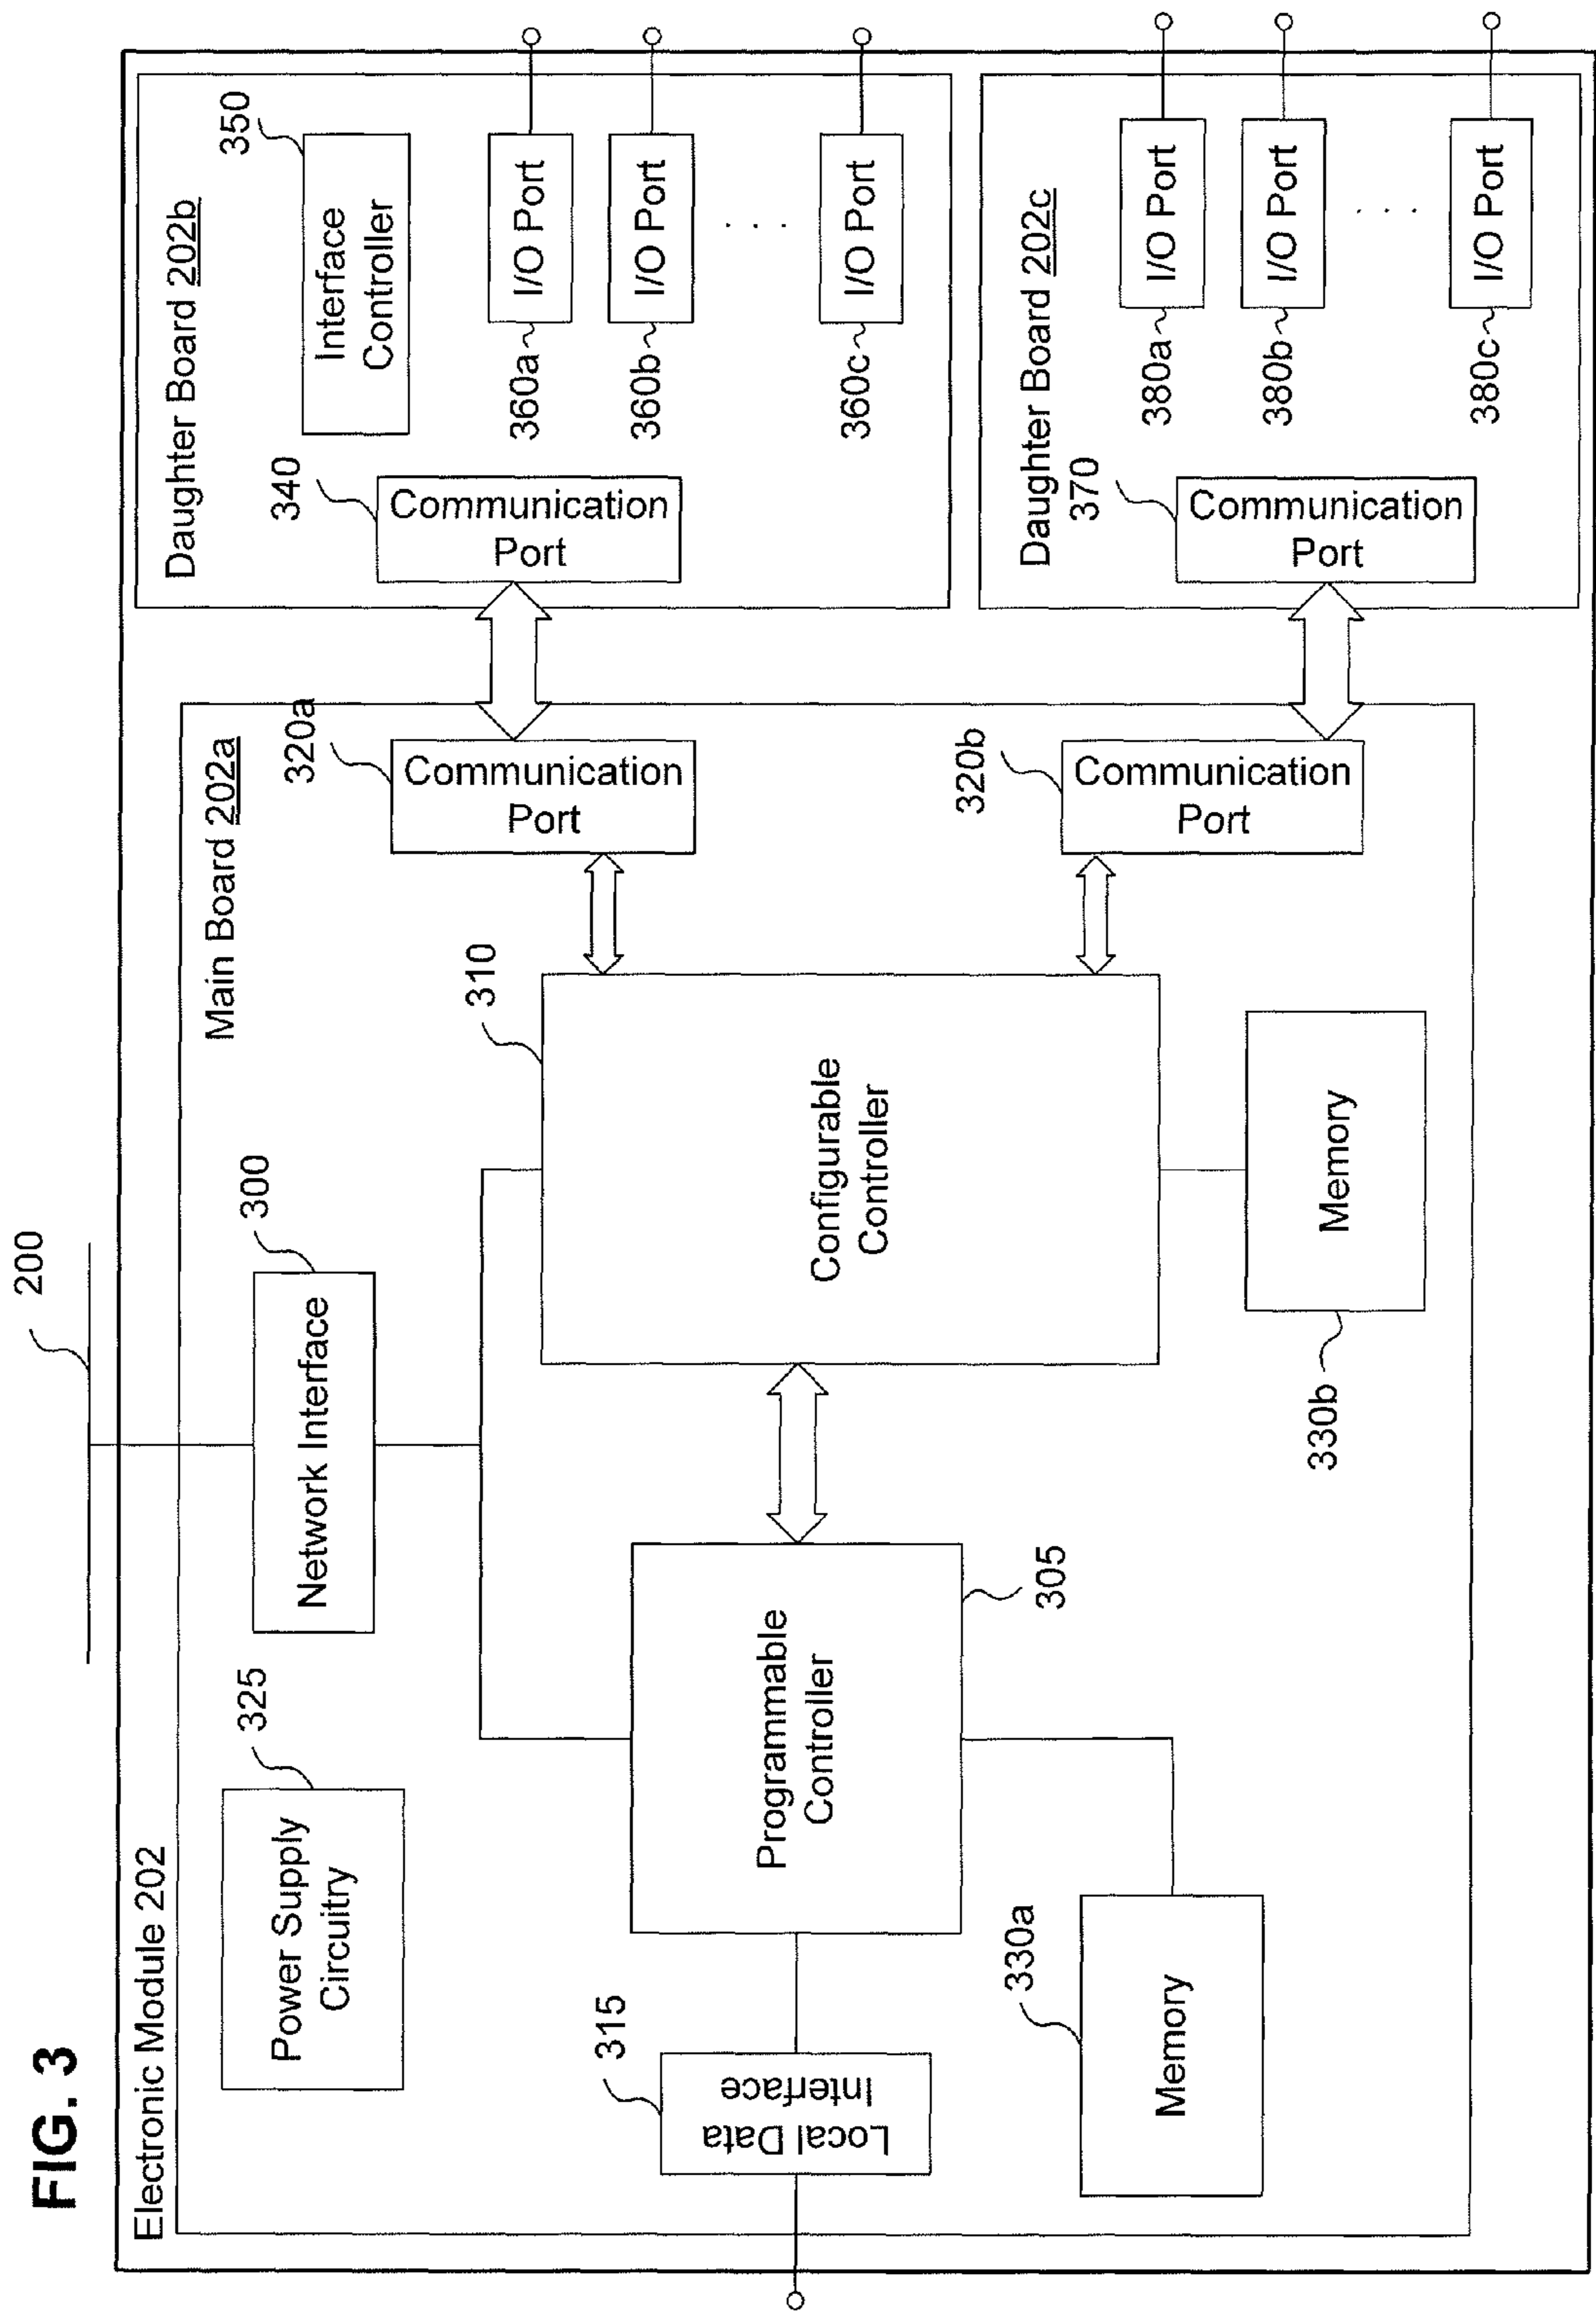 FIG. 3
200
Electronic Module 202
Main Board 202a
325
Power Supply
Circuitry
300
Network Interface
310
Configurable
Controller
305
Programmable
Controller
315
Local Data
Interface
330a
Memory
330b
Memory
320a
Communication
Port
320b
Communication
Port
Daughter Board 202b
340
Communication
Port
350
Interface
Controller
360a
I/O Port
360b
I/O Port
. . .
360c
I/O Port
Daughter Board 202c
370
Communication
Port
380a
I/O Port
380b
I/O Port
. . .
380c
I/O Port